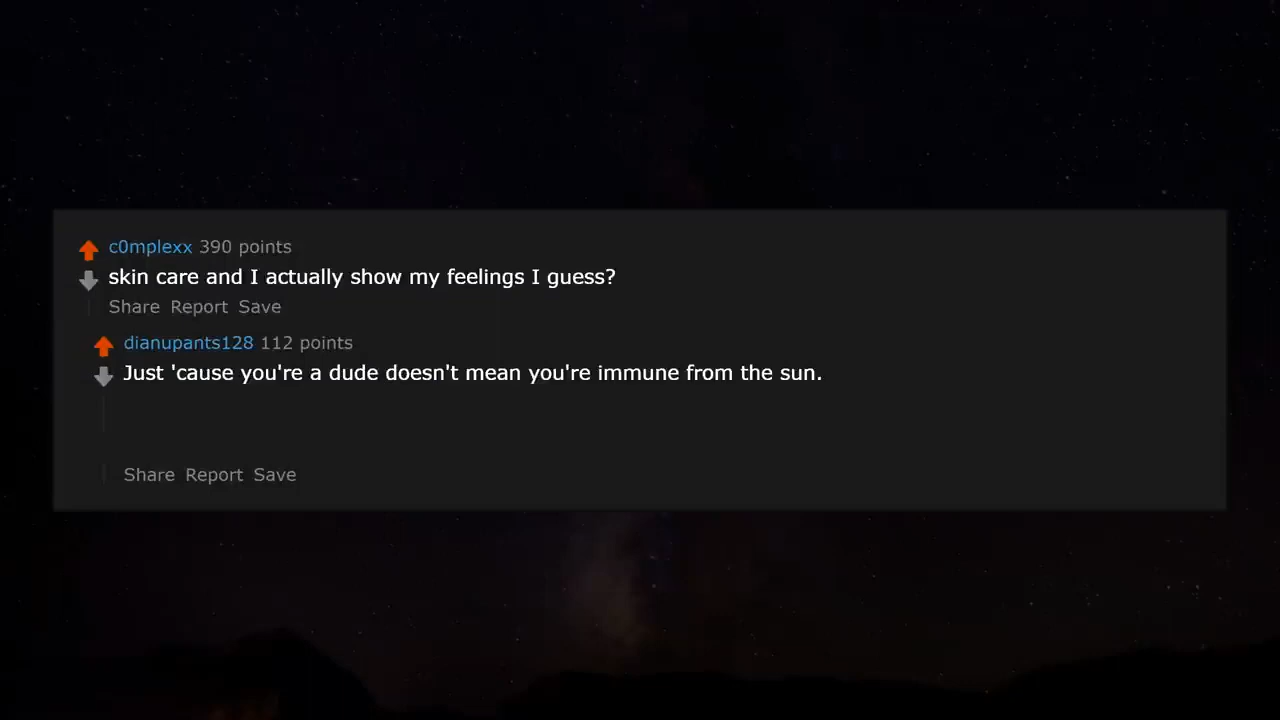 c0mplexx 390 points
skin care and I actually show my feelings I guess?
Share Report Save
dianupants128 112 points
Just 'cause you're a dude doesn't mean you're immune from the sun.
Share Report Save